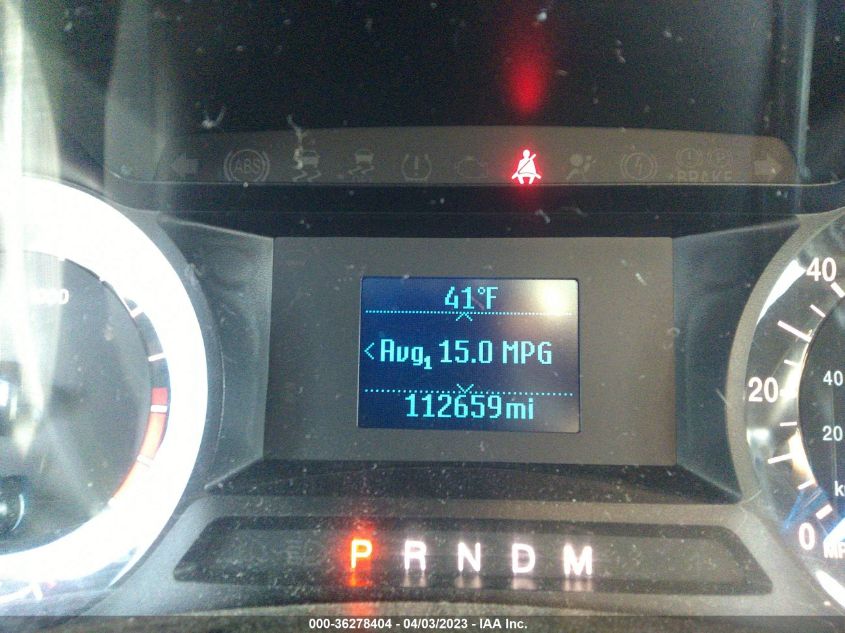 ABS
BRAKE
41°F
<Avg1 15.0 MPG
112659mi
40
20
0
40
20
P R N D M
000-36278404 - 04/03/2023 - IAA Inc.